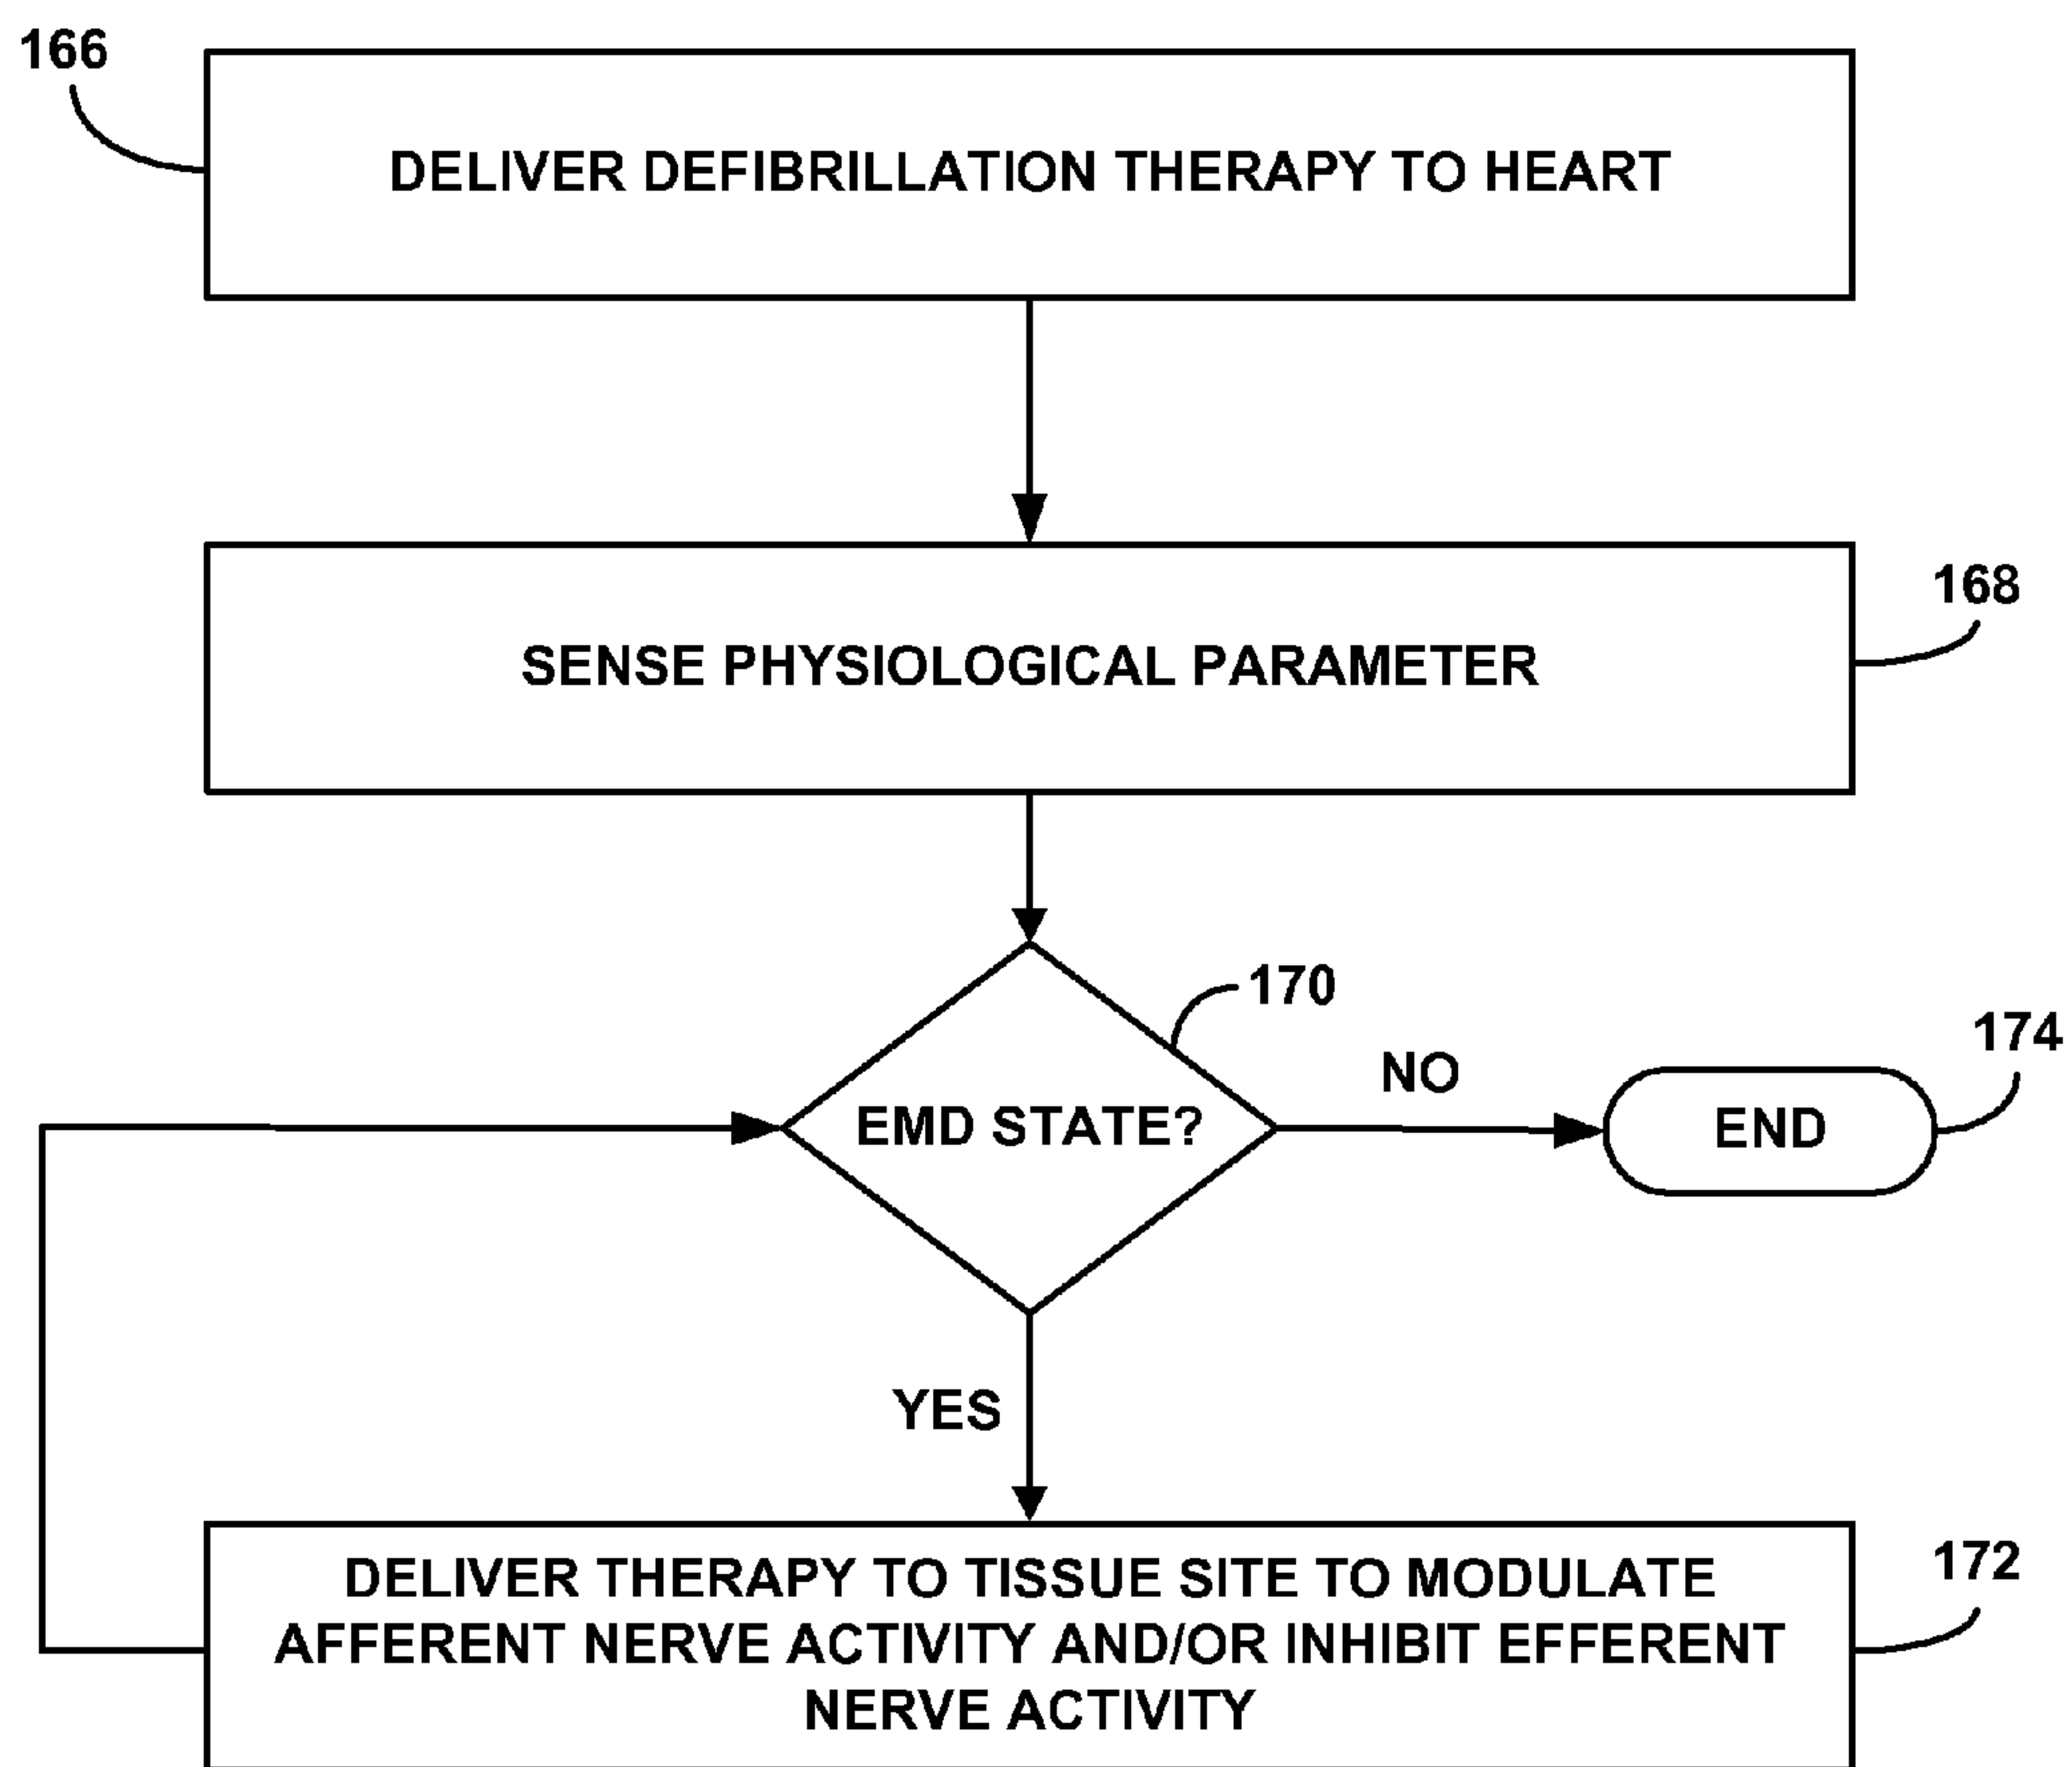 166
DELIVER DEFIBRILLATION THERAPY TO HEART
168
SENSE PHYSIOLOGICAL PARAMETER
170
EMD STATE?
NO
174
END
YES
172
DELIVER THERAPY TO TISSUE SITE TO MODULATE
AFFERENT NERVE ACTIVITY AND/OR INHIBIT EFFERENT
NERVE ACTIVITY